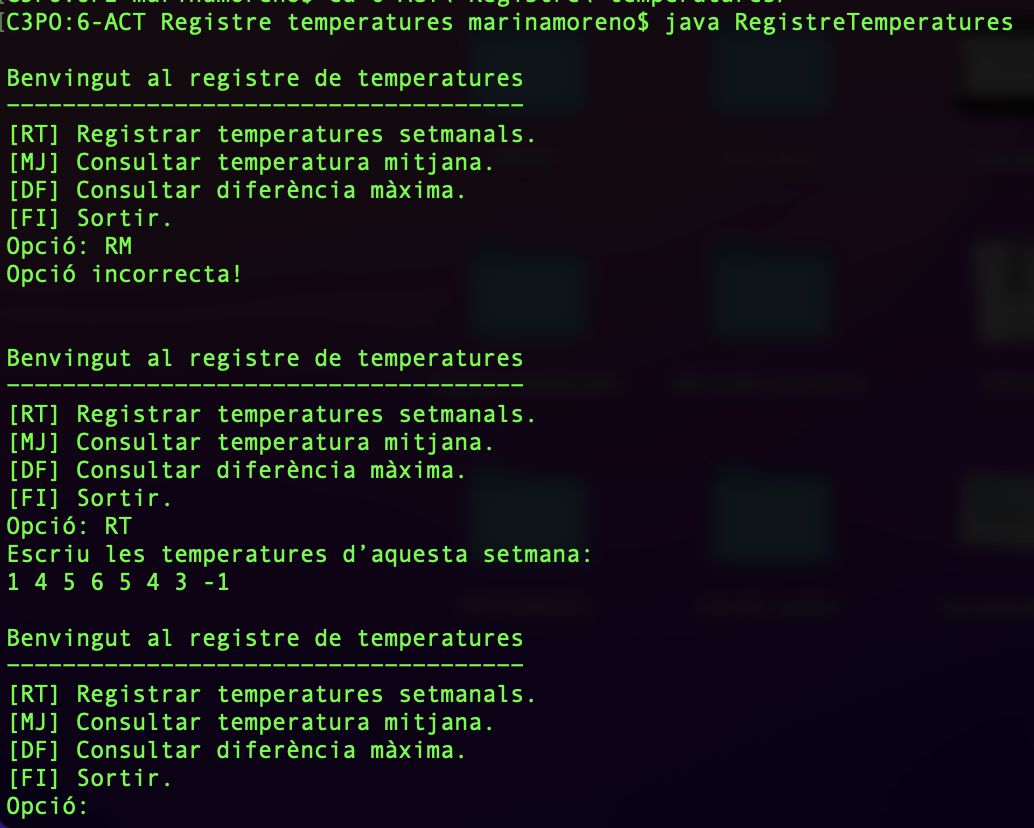 [C3PO:6-ACT Registre temperatures marinamoreno$ java RegistreTemperatures
Benvingut al registre de temperatures
-------------------------------------
[RT] Registrar temperatures setmanals.
[MJ] Consultar temperatura mitjana.
[DF] Consultar diferència màxima.
[FI] Sortir.
Opció: RM
Opció incorrecta!
Benvingut al registre de temperatures
-------------------------------------
[RT] Registrar temperatures setmanals.
[MJ] Consultar temperatura mitjana.
[DF] Consultar diferència màxima.
[FI] Sortir.
Opció: RT
Escriu les temperatures d'aquesta setmana:
1 4 5 6 5 4 3 -1
Benvingut al registre de temperatures
-------------------------------------
[RT] Registrar temperatures setmanals.
[MJ] Consultar temperatura mitjana.
[DF] Consultar diferència màxima.
[FI] Sortir.
Opció: